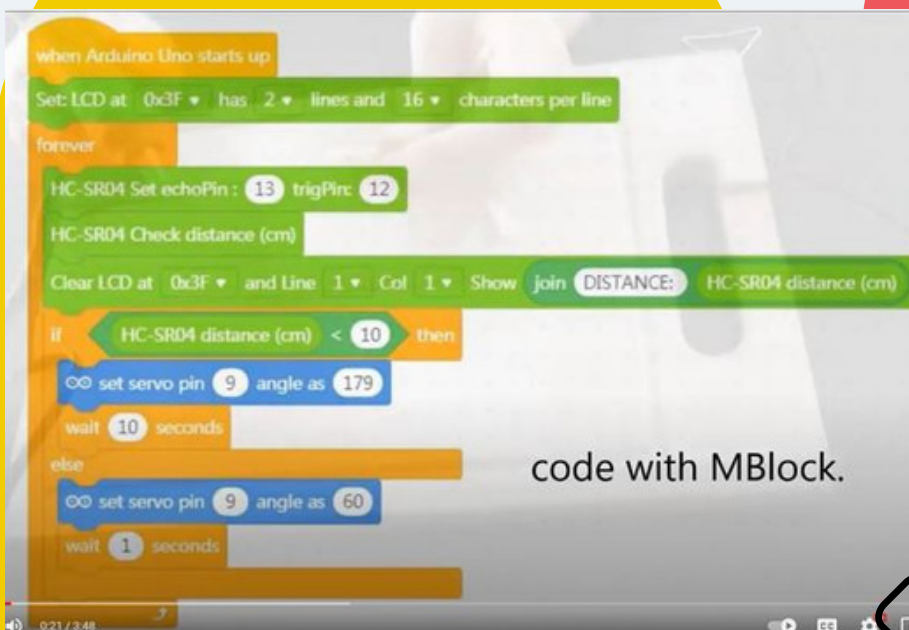 when Arduino Uno starts up
Set: LCD at 0x3F has 2 lines and 16 characters per line
forever
HC-SR04 Set echoPin : 13 trigPin: 12
HC-SR04 Check distance (cm)
Clear LCD at 0x3F and Line 1 Col 1 Show join DISTANCE: HC-SR04 distance (cm)
if HC-SR04 distance (cm) < 10 then
set servo pin 9 angle as 179
wait 10 seconds
else
set servo pin 9 angle as 60
wait 1 seconds
code with MBlock.
0:21 / 3:48
CC